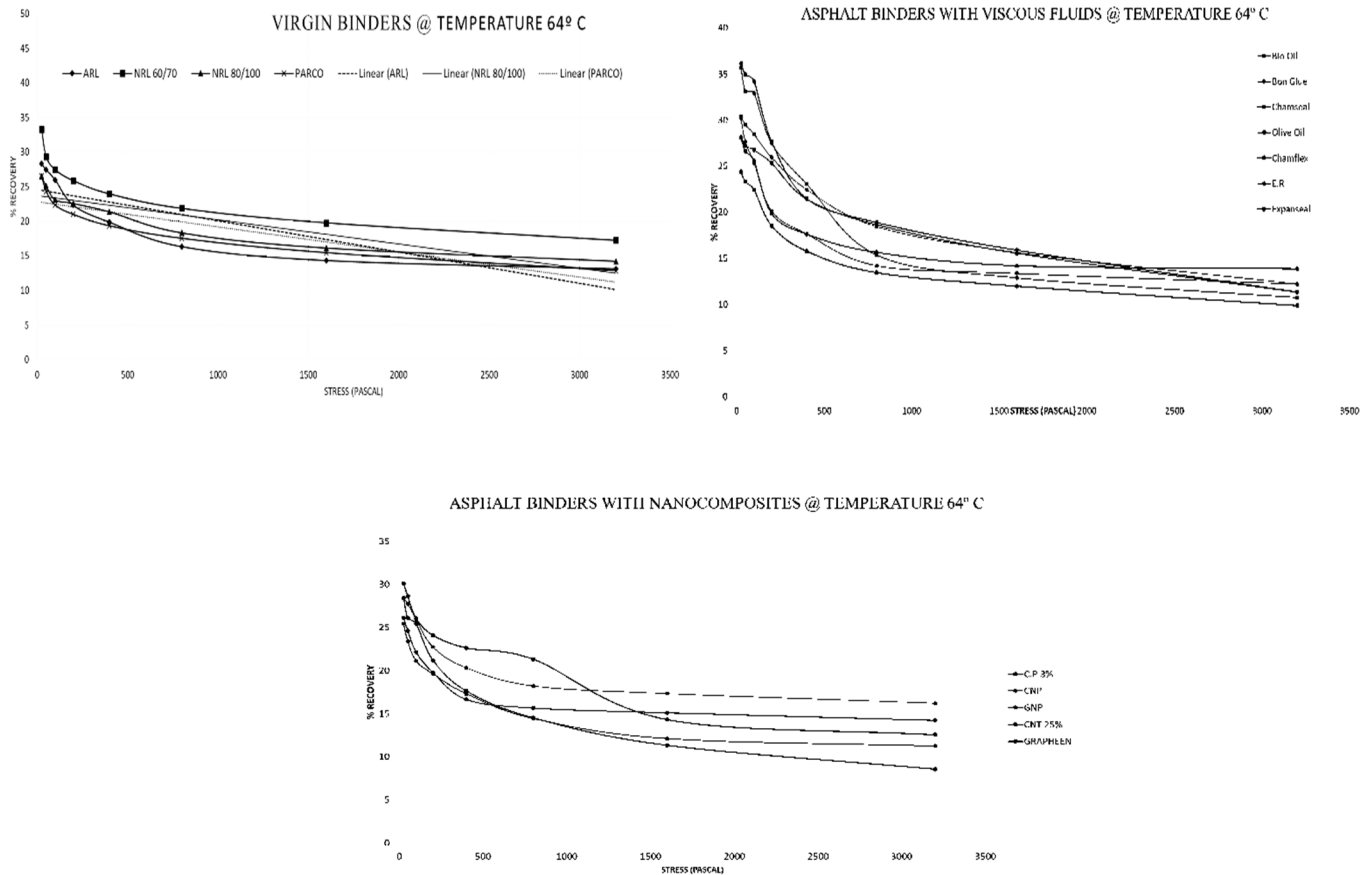 VIRGIN BINDERS @ TEMPERATURE 64º C
50
45
40
35
30
25
20
15
10
5
0
% RECOVERY
ARL NRL 60/70 NRL 80/100 PARCO Linear (ARL) Linear (NRL 80/100) Linear (PARCO)
0 500 1000 1500 2000 2500 3000 3500
STRESS (PASCAL)
ASPHALT BINDERS WITH VISCOUS FLUIDS @ TEMPERATURE 64º C
40
35
30
25
20
15
10
5
0
% RECOVERY
Bio Oil
Bon Glue
Chamseal
Olive Oil
Chamflex
E.R
Expanseal
0 500 1000 1500 STRESS (PASCAL) 2000 2500 3000 3500
ASPHALT BINDERS WITH NANOCOMPOSITES @ TEMPERATURE 64º C
35
30
25
20
15
10
5
0
% RECOVERY
C.P 3%
CNP
GNP
CNT 25%
GRAPHEEN
0 500 1000 1500 2000 2500 3000 3500
STRESS (PASCAL)